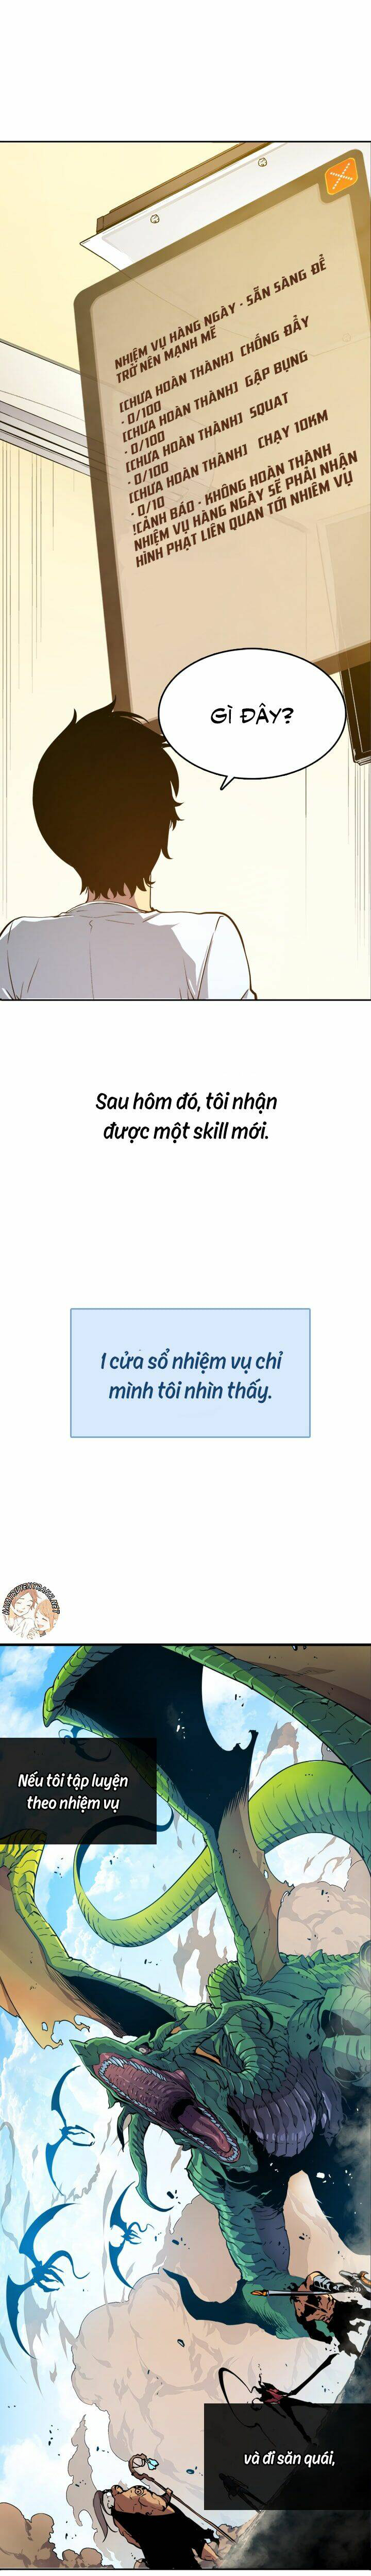 NHIỆM VỤ HÀNG NGÀY - SẴN SÀNG ĐỂ
TRỞ NÊN MẠNH MẼ
[CHƯA HOÀN THÀNH] CHỐNG ĐẨY
- 0/100
[CHƯA HOÀN THÀNH] GẬP BỤNG
- 0/100
[CHƯA HOÀN THÀNH] SQUAT
- 0/100
[CHƯA HOÀN THÀNH] CHẠY 10KM
- 0/10
!CẢNH BÁO - KHÔNG HOÀN THÀNH
NHIỆM VỤ HÀNG NGÀY SẼ PHẢI NHẬN
HÌNH PHẠT LIÊN QUAN TỚI NHIÊM VỤ
GÌ ĐÂY?
Sau hôm đó, tôi nhận
được một skill mới.
1 cửa sổ nhiệm vụ chỉ
mình tôi nhìn thấy.
Nếu tôi tập luyện
theo nhiệm vụ
và đi săn quái,